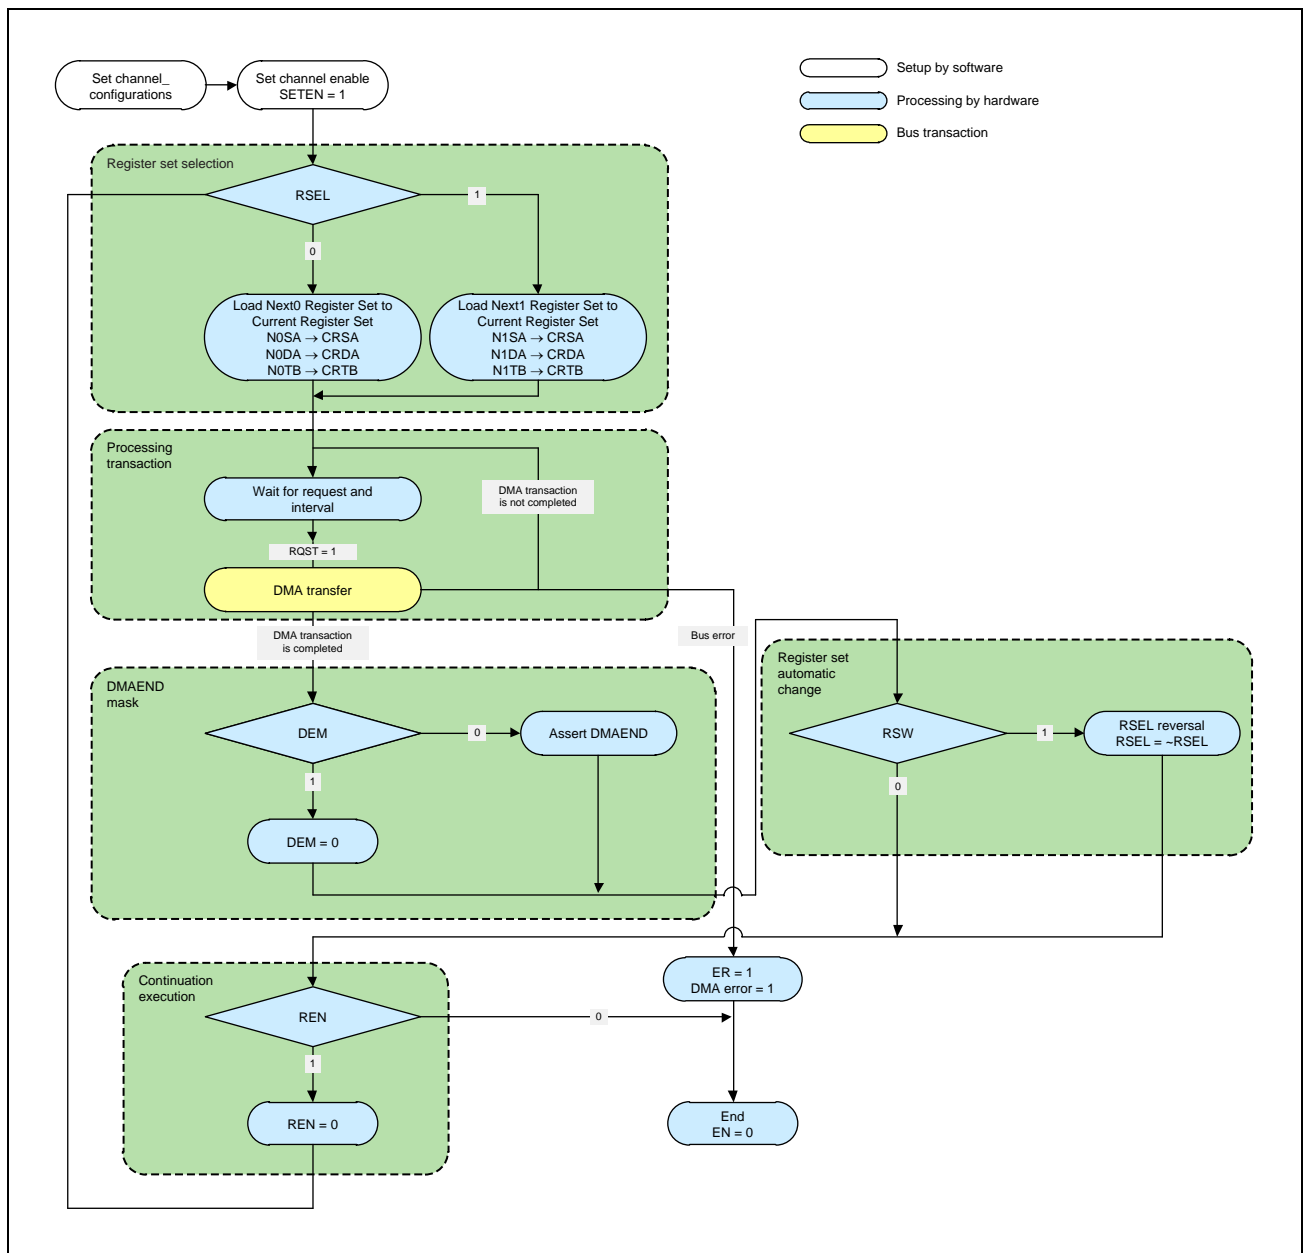 Set channel_
configurations
Set channel enable
SETEN = 1
Setup by software
Processing by hardware
Bus transaction
Register set selection
RSEL
1
0
Load Next0 Register Set to
Current Register Set
N0SA → CRSA
N0DA → CRDA
N0TB → CRTB
Load Next1 Register Set to
Current Register Set
N1SA → CRSA
N1DA → CRDA
N1TB → CRTB
Processing
transaction
Wait for request and
interval
DMA transaction
is not completed
RQST = 1
DMA transfer
DMA transaction
is completed
Bus error
DMAEND
mask
DEM
0
Assert DMAEND
1
DEM = 0
Register set
automatic
change
RSW
1
RSEL reversal
RSEL = ~RSEL
0
Continuation
execution
REN
0
1
REN = 0
ER = 1
DMA error = 1
End
EN = 0